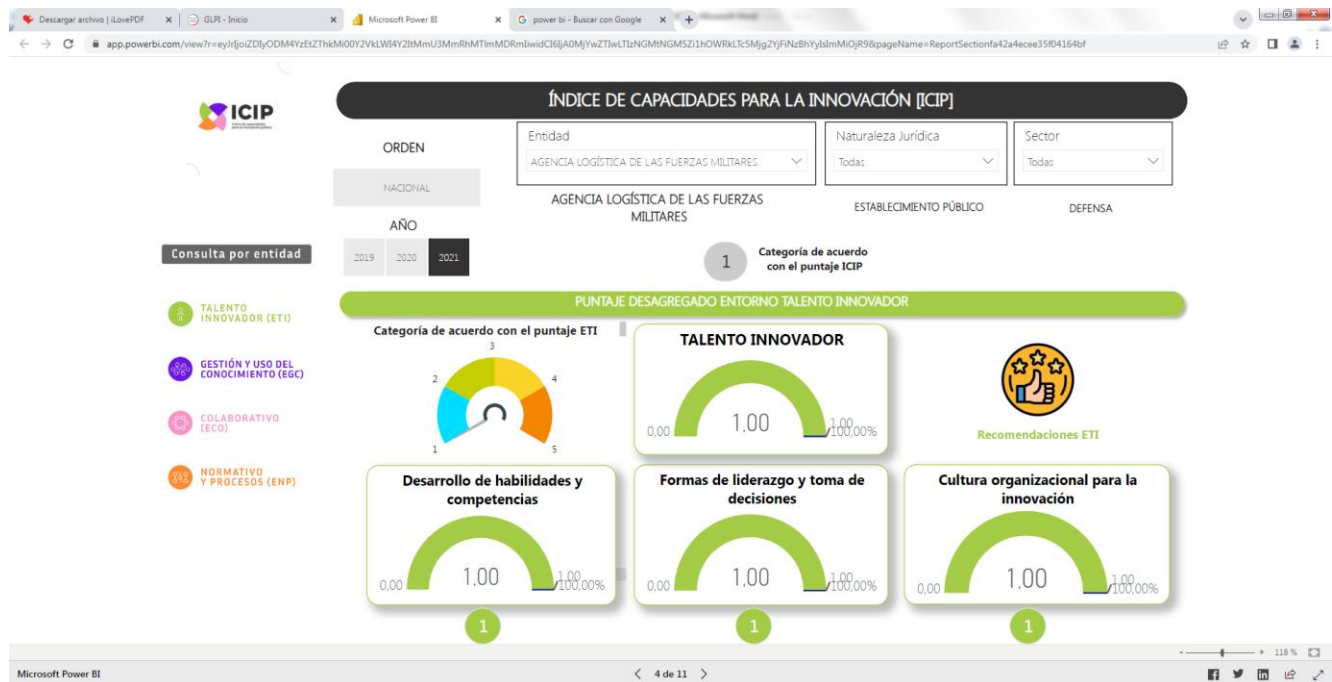 Descargar archivo | iLovePDF
GLPI - Inicio
Microsoft Power BI
power bi - Buscar con Google
ICIP
ÍNDICE DE CAPACIDADES PARA LA INNOVACIÓN [ICIP]
ORDEN
NACIONAL
AÑO
2019 2020 2021
Entidad
AGENCIA LOGÍSTICA DE LAS FUERZAS MILITARES
Naturaleza Jurídica
Todas
Sector
Todas
AGENCIA LOGÍSTICA DE LAS FUERZAS
MILITARES
ESTABLECIMIENTO PÚBLICO
DEFENSA
1
Categoría de acuerdo
con el puntaje ICIP
Consulta por entidad
TALENTO
INNOVADOR (ETI)
GESTIÓN Y USO DEL
CONOCIMIENTO (EGC)
COLABORATIVO
(ECO)
NORMATIVO
Y PROCESOS (ENP)
PUNTAJE DESAGREGADO ENTORNO TALENTO INNOVADOR
Categoría de acuerdo con el puntaje ETI
1 2 3 4 5
TALENTO INNOVADOR
0,00 1,00 1,00
/100,00%
Recomendaciones ETI
Desarrollo de habilidades y
competencias
0,00 1,00 1,00
/100,00%
1
Formas de liderazgo y toma de
decisiones
0,00 1,00 1,00
/100,00%
1
Cultura organizacional para la
innovación
0,00 1,00 1,00
/100,00%
1
- + 118 %
Microsoft Power BI
4 de 11